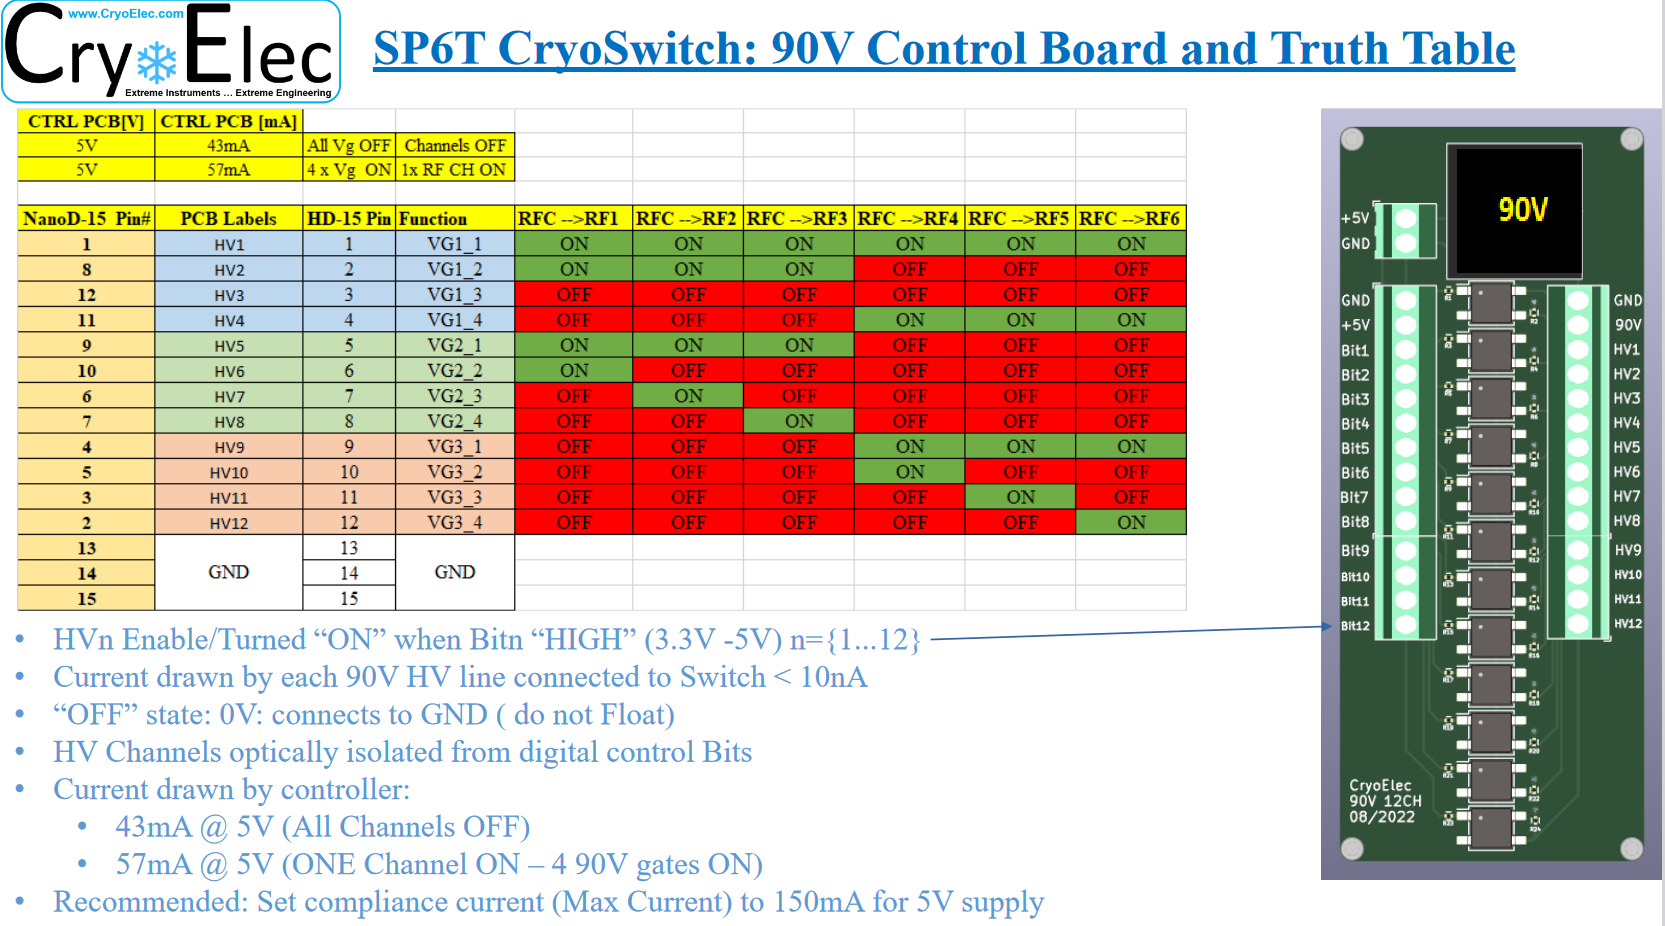 www.CryoElec.com
CryoElec
Extreme Instruments ... Extreme Engineering
SP6T CryoSwitch: 90V Control Board and Truth Table
CTRL PCB[V] CTRL PCB [mA]
5V 43mA All Vg OFF Channels OFF
5V 57mA 4 x Vg ON 1x RF CH ON
NanoD-15 Pin# PCB Labels HD-15 Pin Function RFC -->RF1 RFC -->RF2 RFC -->RF3 RFC -->RF4 RFC -->RF5 RFC -->RF6
1 HV1 1 VG1_1 ON ON ON ON ON ON
8 HV2 2 VG1_2 ON ON ON OFF OFF OFF
12 HV3 3 VG1_3 OFF OFF OFF OFF OFF OFF
11 HV4 4 VG1_4 OFF OFF OFF ON ON ON
9 HV5 5 VG2_1 ON ON ON OFF OFF OFF
10 HV6 6 VG2_2 ON OFF OFF OFF OFF OFF
6 HV7 7 VG2_3 OFF ON OFF OFF OFF OFF
7 HV8 8 VG2_4 OFF OFF ON OFF OFF OFF
4 HV9 9 VG3_1 OFF OFF OFF ON ON ON
5 HV10 10 VG3_2 OFF OFF OFF ON OFF OFF
3 HV11 11 VG3_3 OFF OFF OFF OFF ON OFF
2 HV12 12 VG3_4 OFF OFF OFF OFF OFF ON
13 13
14 GND 14 GND
15 15
• HVn Enable/Turned “ON” when Bitn “HIGH” (3.3V -5V) n={1...12}
• Current drawn by each 90V HV line connected to Switch < 10nA
• “OFF” state: 0V: connects to GND ( do not Float)
• HV Channels optically isolated from digital control Bits
• Current drawn by controller:
• 43mA @ 5V (All Channels OFF)
• 57mA @ 5V (ONE Channel ON – 4 90V gates ON)
• Recommended: Set compliance current (Max Current) to 150mA for 5V supply
90V
+5V
GND
GND GND
+5V 90V
Bit1 HV1
Bit2 HV2
Bit3 HV3
Bit4 HV4
Bit5 HV5
Bit6 HV6
Bit7 HV7
Bit8 HV8
Bit9 HV9
Bit10 HV10
Bit11 HV11
Bit12 HV12
CryoElec
90V 12CH
08/2022